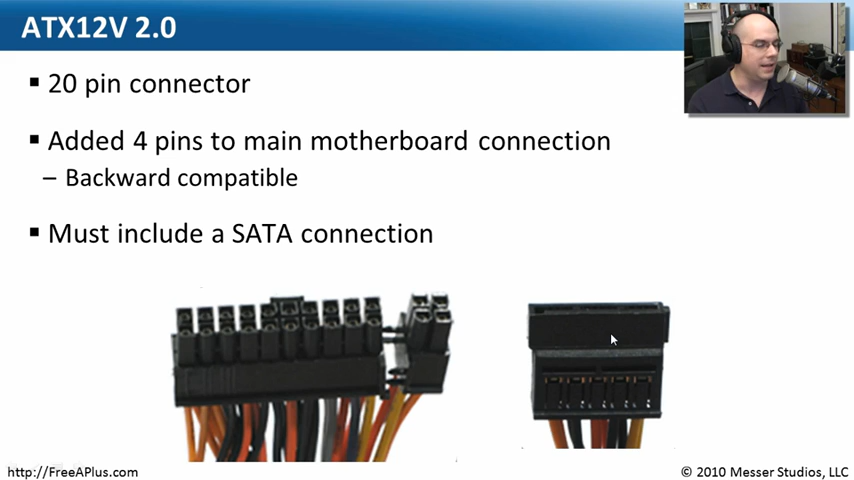 ATX12V 2.0
▪ 20 pin connector
▪ Added 4 pins to main motherboard connection
– Backward compatible
▪ Must include a SATA connection
http://FreeAPlus.com
© 2010 Messer Studios, LLC